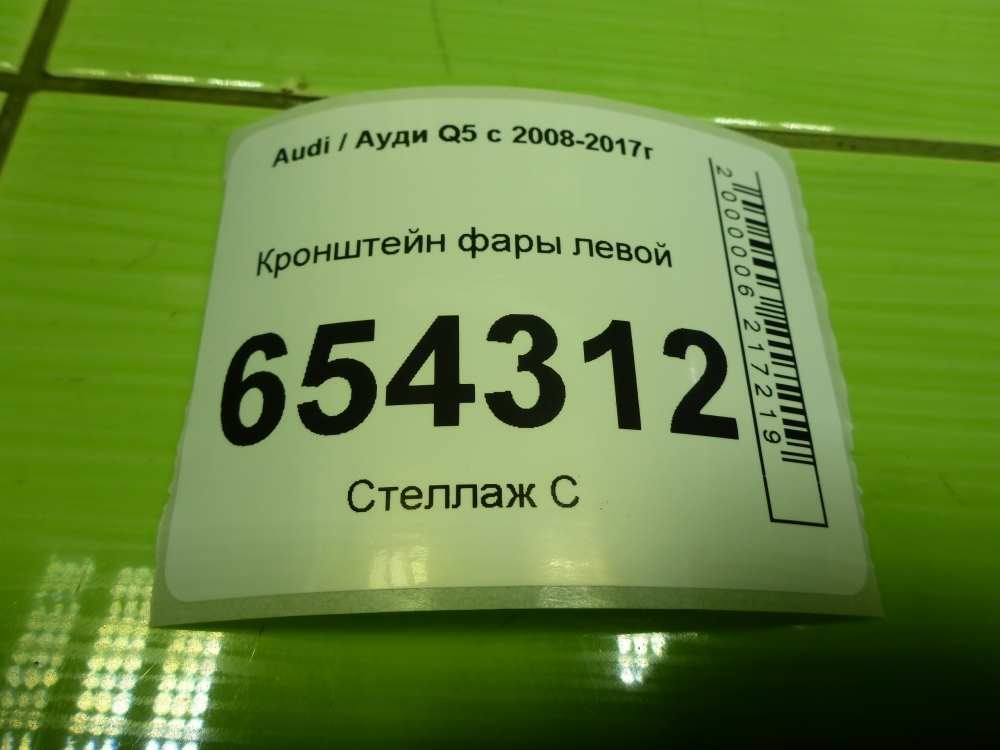 Audi / Ауди Q5 с 2008-2017г
Кронштейн фары левой
654312
Стеллаж С
2000006217219